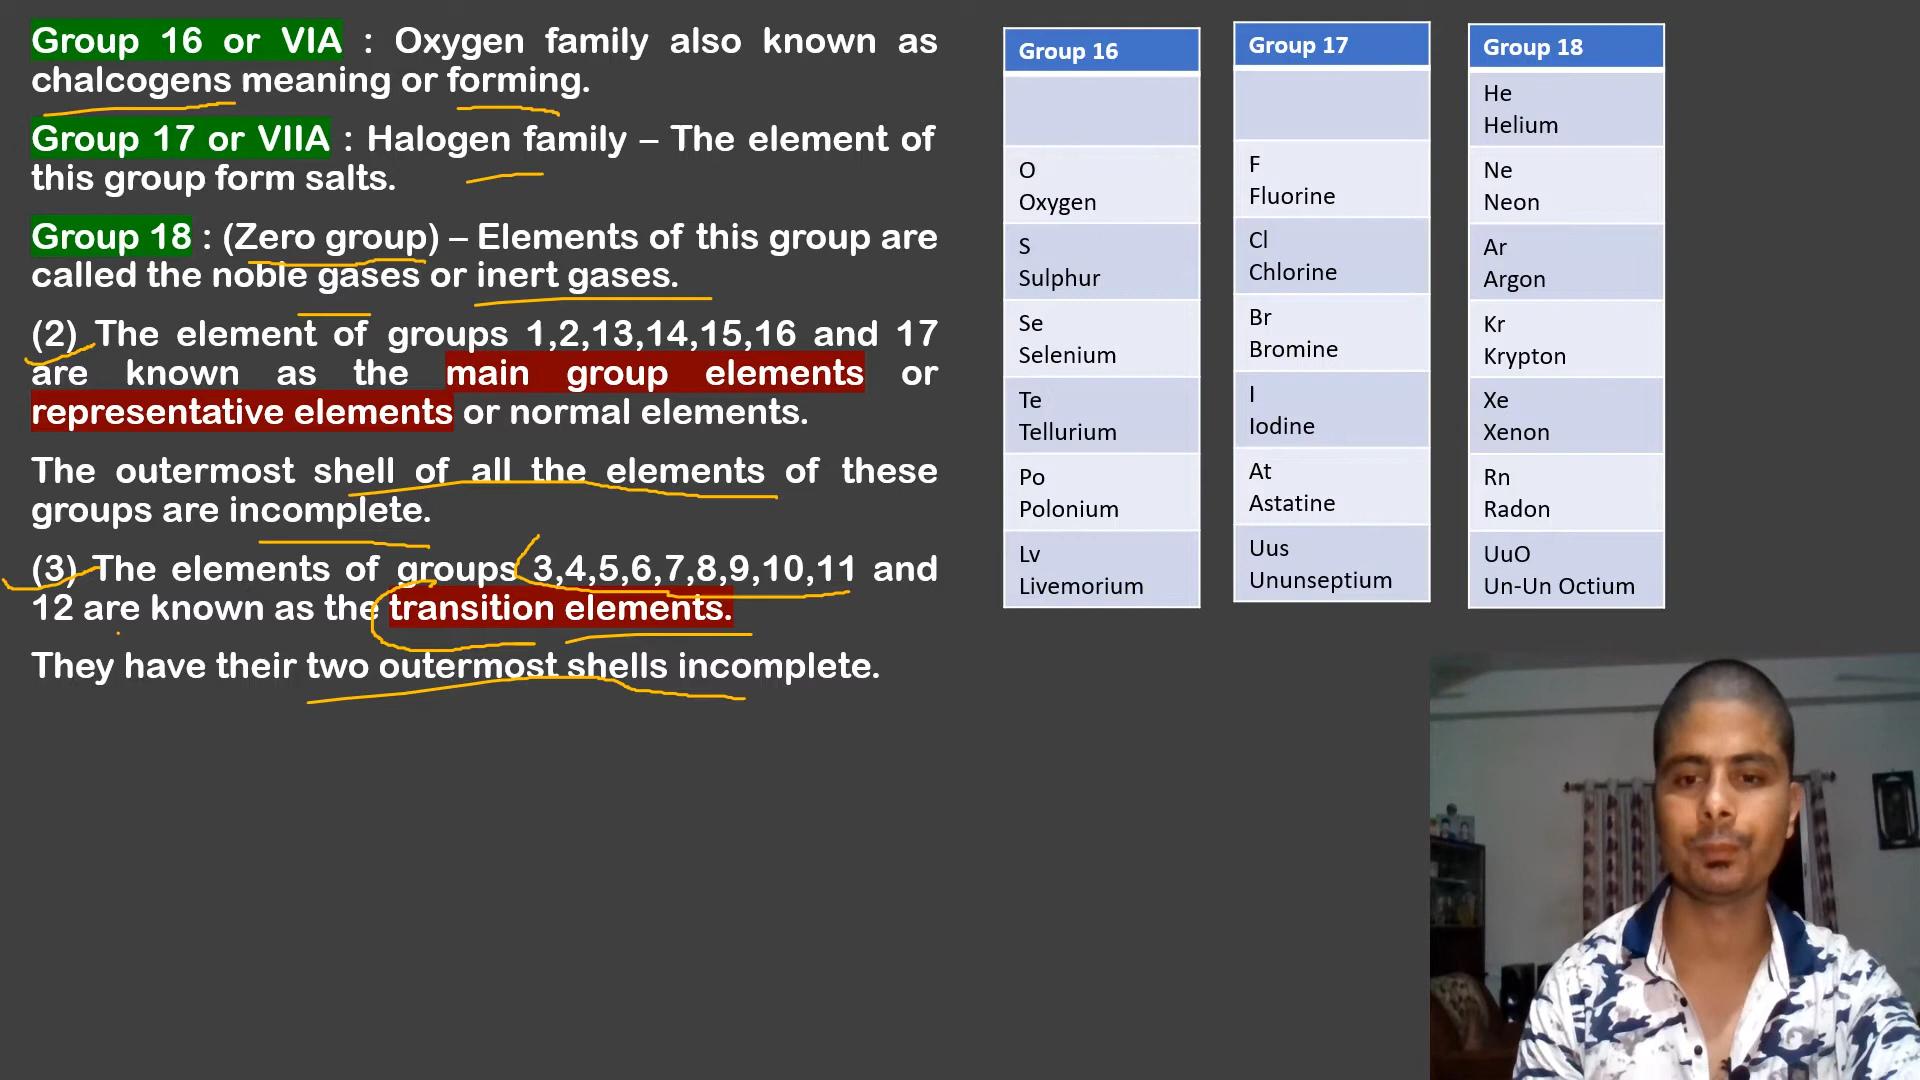 Group 16 or VIA : Oxygen family also known as
chalcogens meaning or forming.
Group 17 or VIIA : Halogen family – The element of
this group form salts.
Group 18 : (Zero group) – Elements of this group are
called the noble gases or inert gases.
(2) The element of groups 1,2,13,14,15,16 and 17
are known as the main group elements or
representative elements or normal elements.
The outermost shell of all the elements of these
groups are incomplete.
(3) The elements of groups 3,4,5,6,7,8,9,10,11 and
12 are known as the transition elements.
They have their two outermost shells incomplete.
Group 16
O
Oxygen
S
Sulphur
Se
Selenium
Te
Tellurium
Po
Polonium
Lv
Livemorium
Group 17
F
Fluorine
Cl
Chlorine
Br
Bromine
I
Iodine
At
Astatine
Uus
Ununseptium
Group 18
He
Helium
Ne
Neon
Ar
Argon
Kr
Krypton
Xe
Xenon
Rn
Radon
UuO
Un-Un Octium